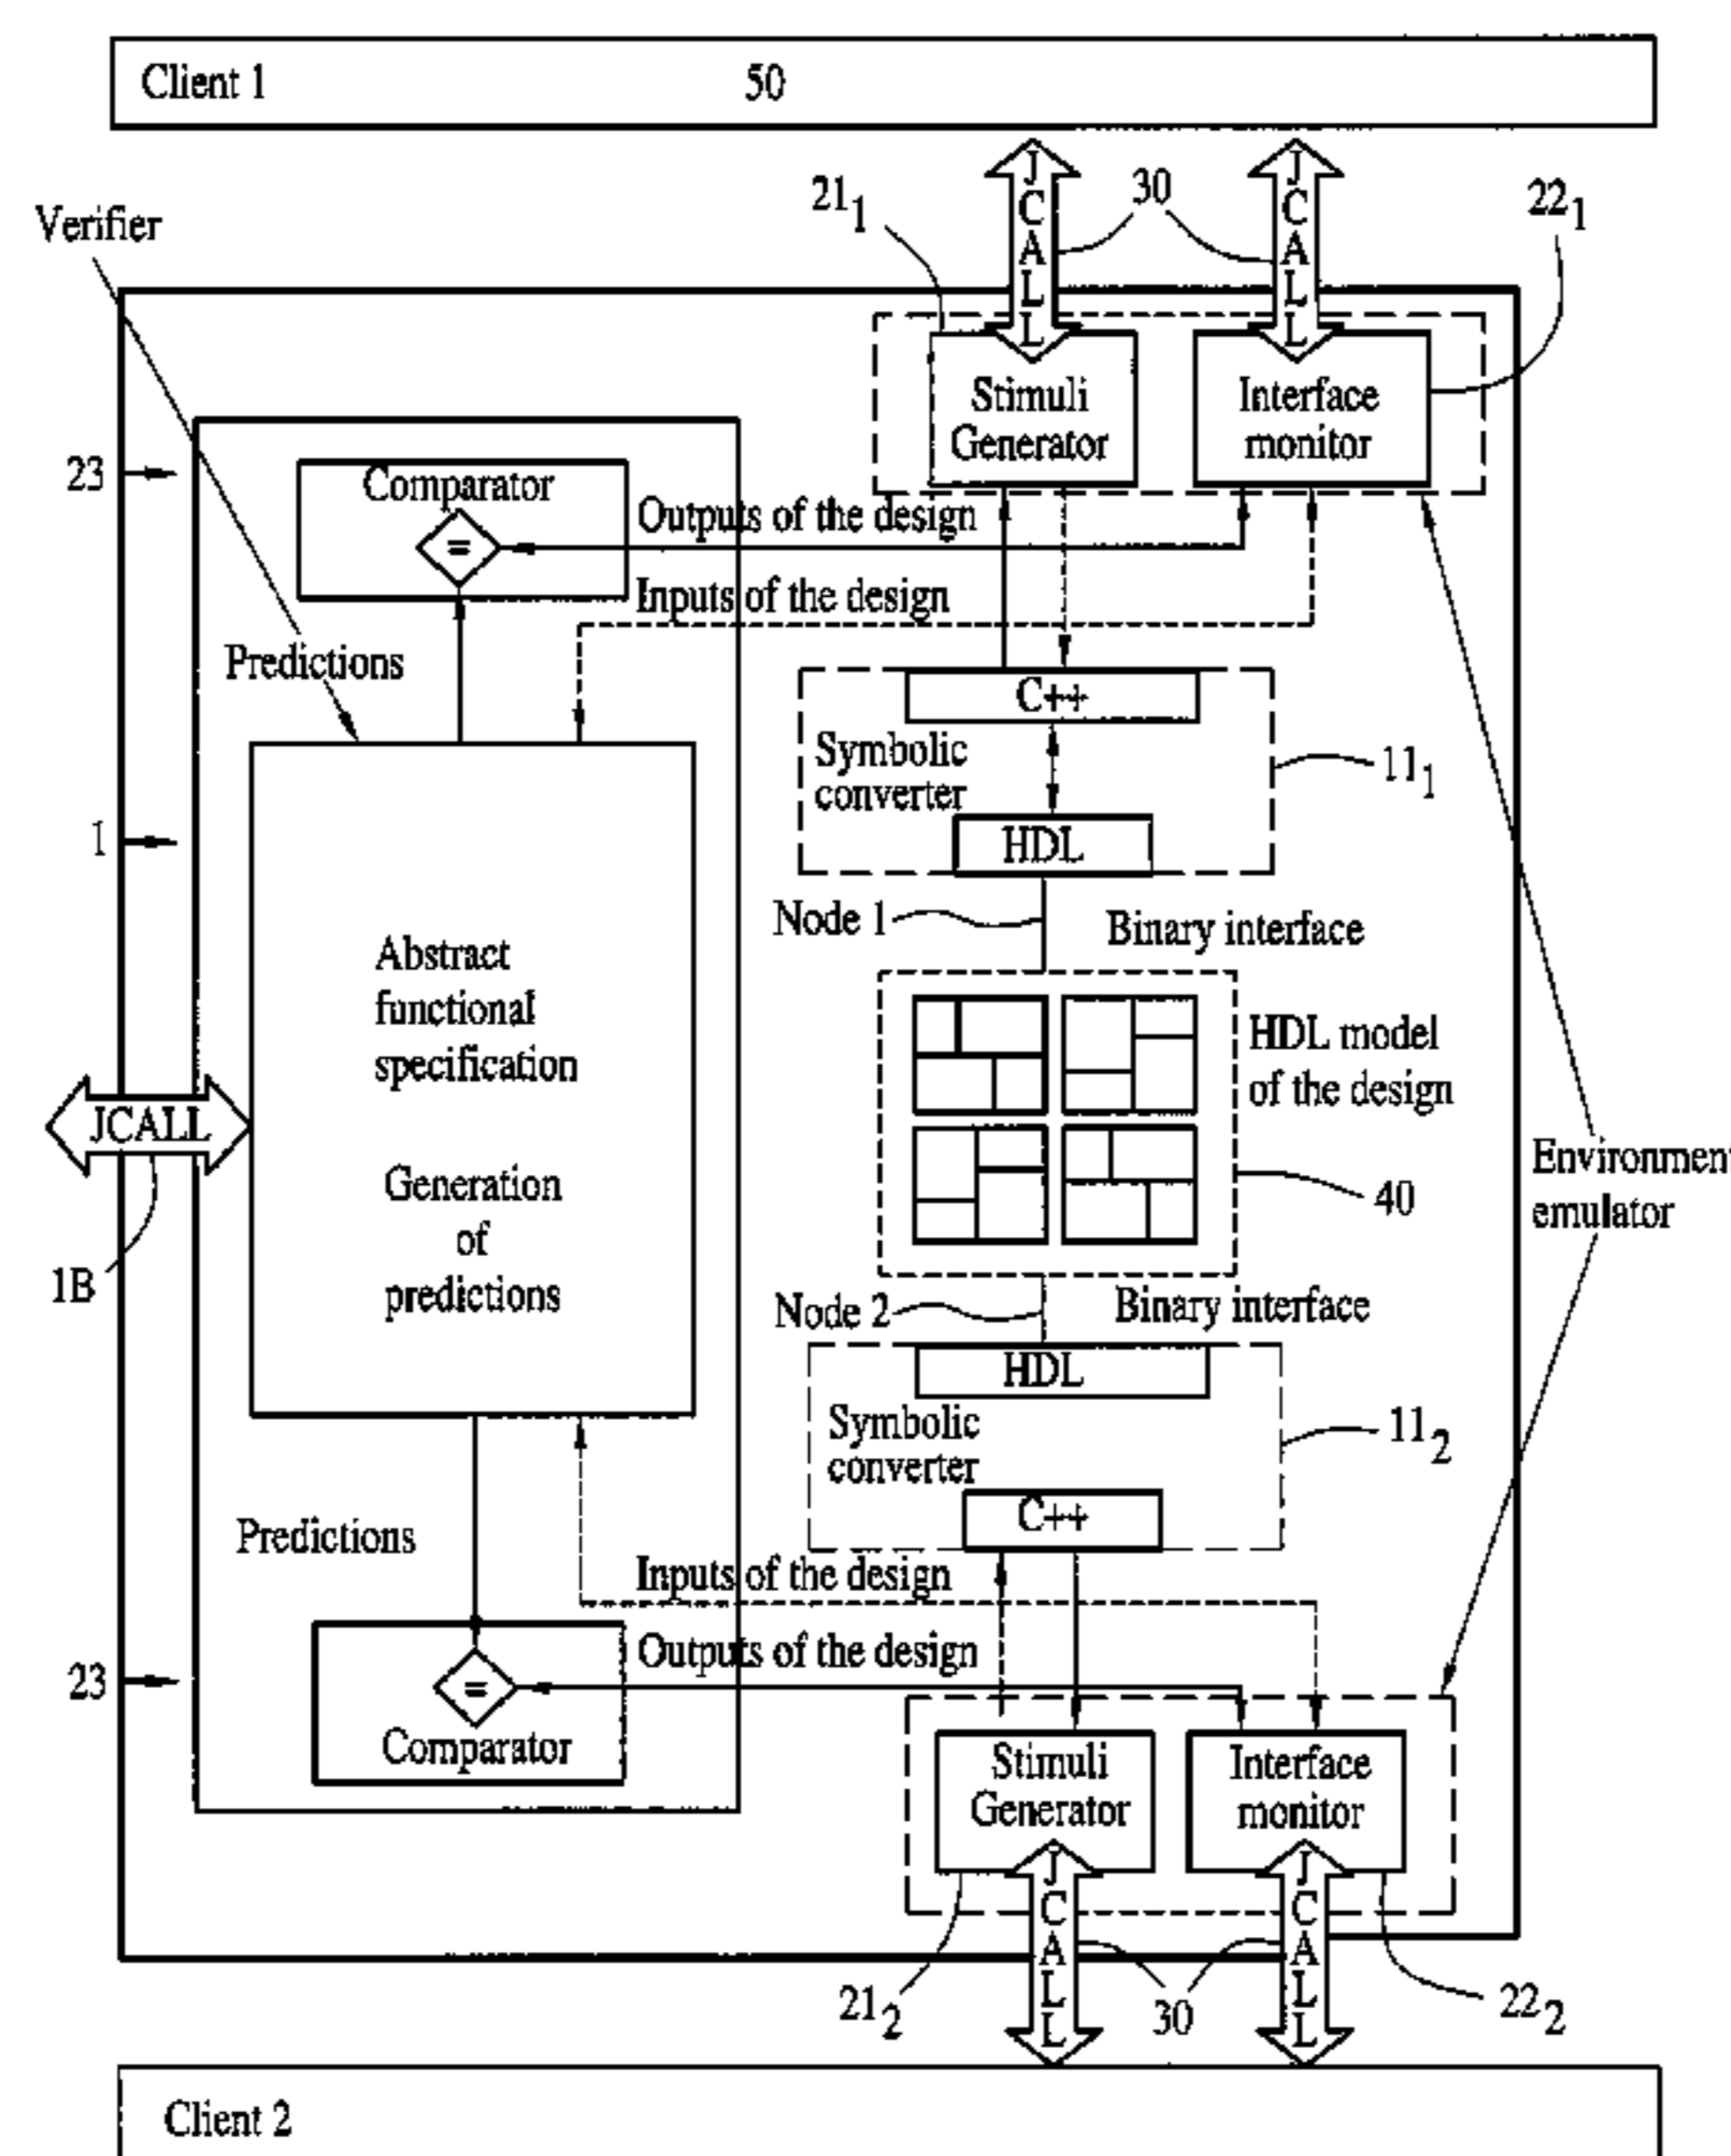 Client 1
50
21₁
30
22₁
Verifier
J
C
A
L
L
J
C
A
L
L
Stimuli
Generator
Interface
monitor
23
Comparator
=
Outputs of the design
Inputs of the design
Predictions
C++
Symbolic
converter
11₁
HDL
1
Node 1
Binary interface
Abstract
functional
specification
HDL model
of the design
JCALL
Generation
of
predictions
Environment
emulator
40
1B
Node 2
Binary interface
HDL
Symbolic
converter
11₂
C++
Predictions
Inputs of the design
Outputs of the design
23
=
Comparator
Stimuli
Generator
Interface
monitor
J
C
A
L
L
J
C
A
L
L
21₂
30
22₂
Client 2